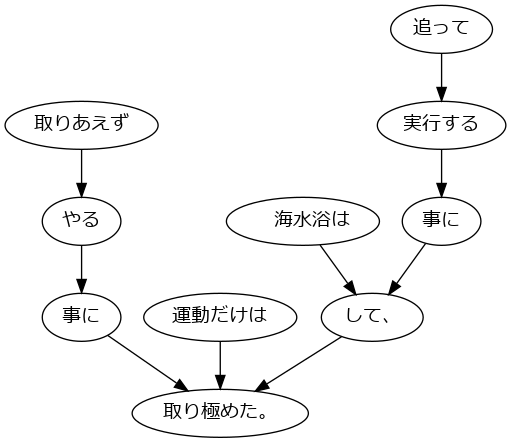 追って
取りあえず
実行する
やる
海水浴は
事に
事に
運動だけは
して、
取り極めた。